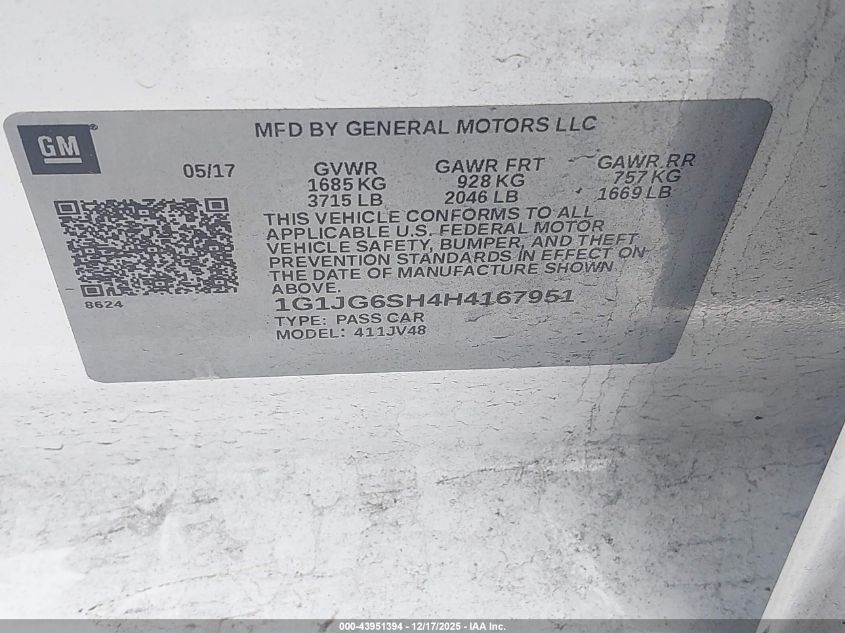 GM®
MFD BY GENERAL MOTORS LLC
05/17
GVWR
1685 KG
3715 LB
GAWR FRT
928 KG
2046 LB
GAWR RR
757 KG
1669 LB
THIS VEHICLE CONFORMS TO ALL
APPLICABLE U.S. FEDERAL MOTOR
VEHICLE SAFETY, BUMPER, AND THEFT
PREVENTION STANDARDS IN EFFECT ON
THE DATE OF MANUFACTURE SHOWN
ABOVE.
8624
1G1JG6SH4H4167951
TYPE: PASS CAR
MODEL: 411JV48
000-43951394 - 12/17/2025 - IAA Inc.